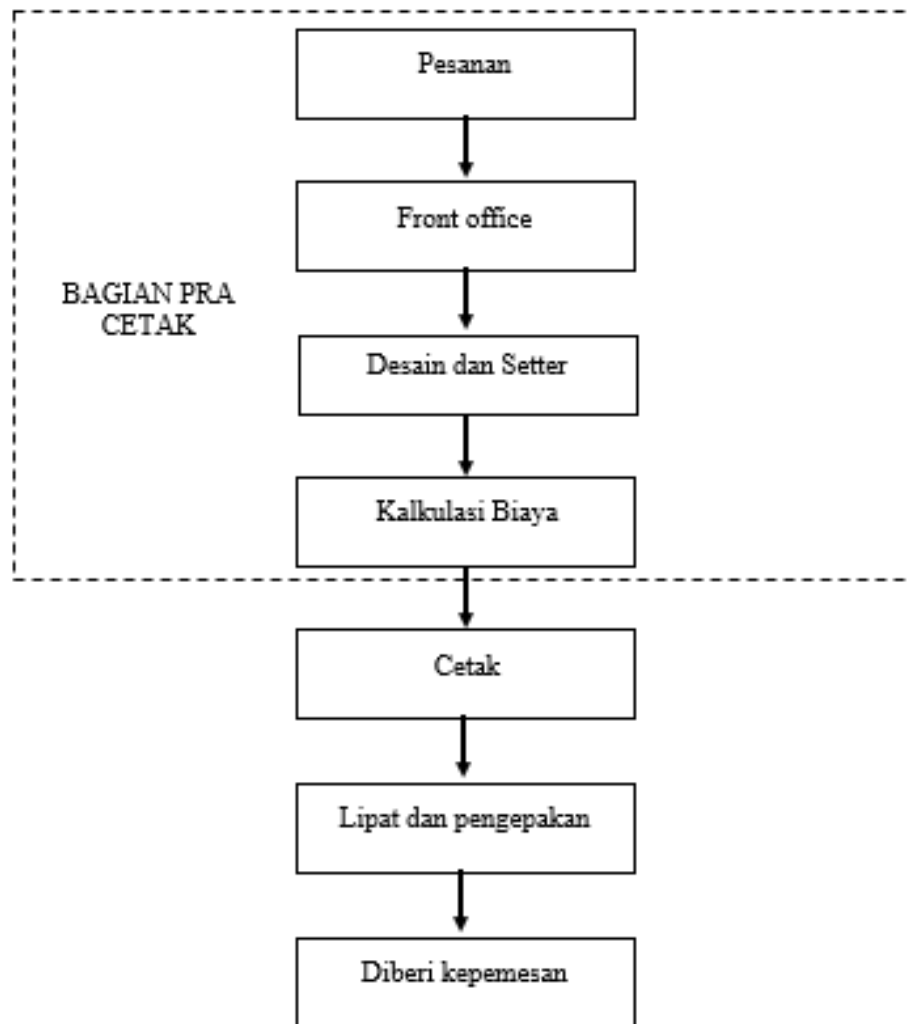 Pesanan
Front office
BAGIAN PRA
CETAK
Desain dan Setter
Kalkulasi Biaya
Cetak
Lipat dan pengepakan
Diberi kepemesan